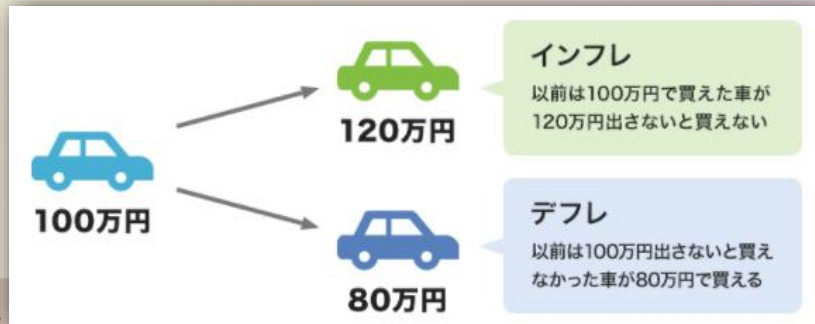 100万円
120万円
インフレ
以前は100万円で買えた車が
120万円出さないと買えない
80万円
デフレ
以前は100万円出さないと買え
なかった車が80万円で買える